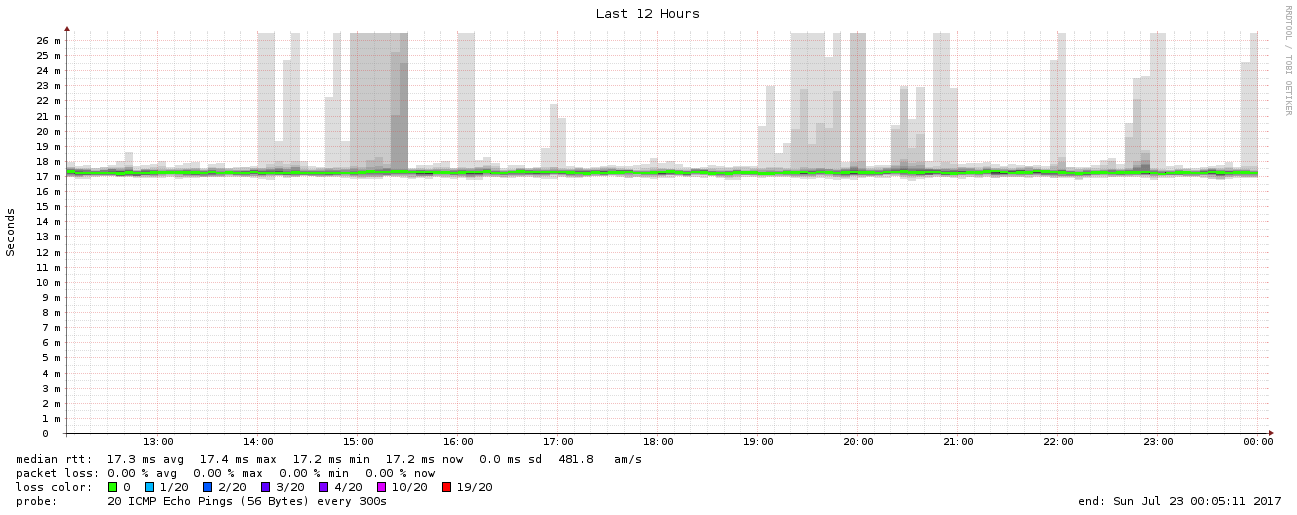 Last 12 Hours
RRDTOOL / TOBI OETIKER
Seconds
26 m
25 m
24 m
23 m
22 m
21 m
20 m
19 m
18 m
17 m
16 m
15 m
14 m
13 m
12 m
11 m
10 m
9 m
8 m
7 m
6 m
5 m
4 m
3 m
2 m
1 m
0
13:00 14:00 15:00 16:00 17:00 18:00 19:00 20:00 21:00 22:00 23:00 00:00
median rtt: 17.3 ms avg 17.4 ms max 17.2 ms min 17.2 ms now 0.0 ms sd 481.8 am/s
packet loss: 0.00 % avg 0.00 % max 0.00 % min 0.00 % now
loss color: 0 1/20 2/20 3/20 4/20 10/20 19/20
probe: 20 ICMP Echo Pings (56 Bytes) every 300s end: Sun Jul 23 00:05:11 2017